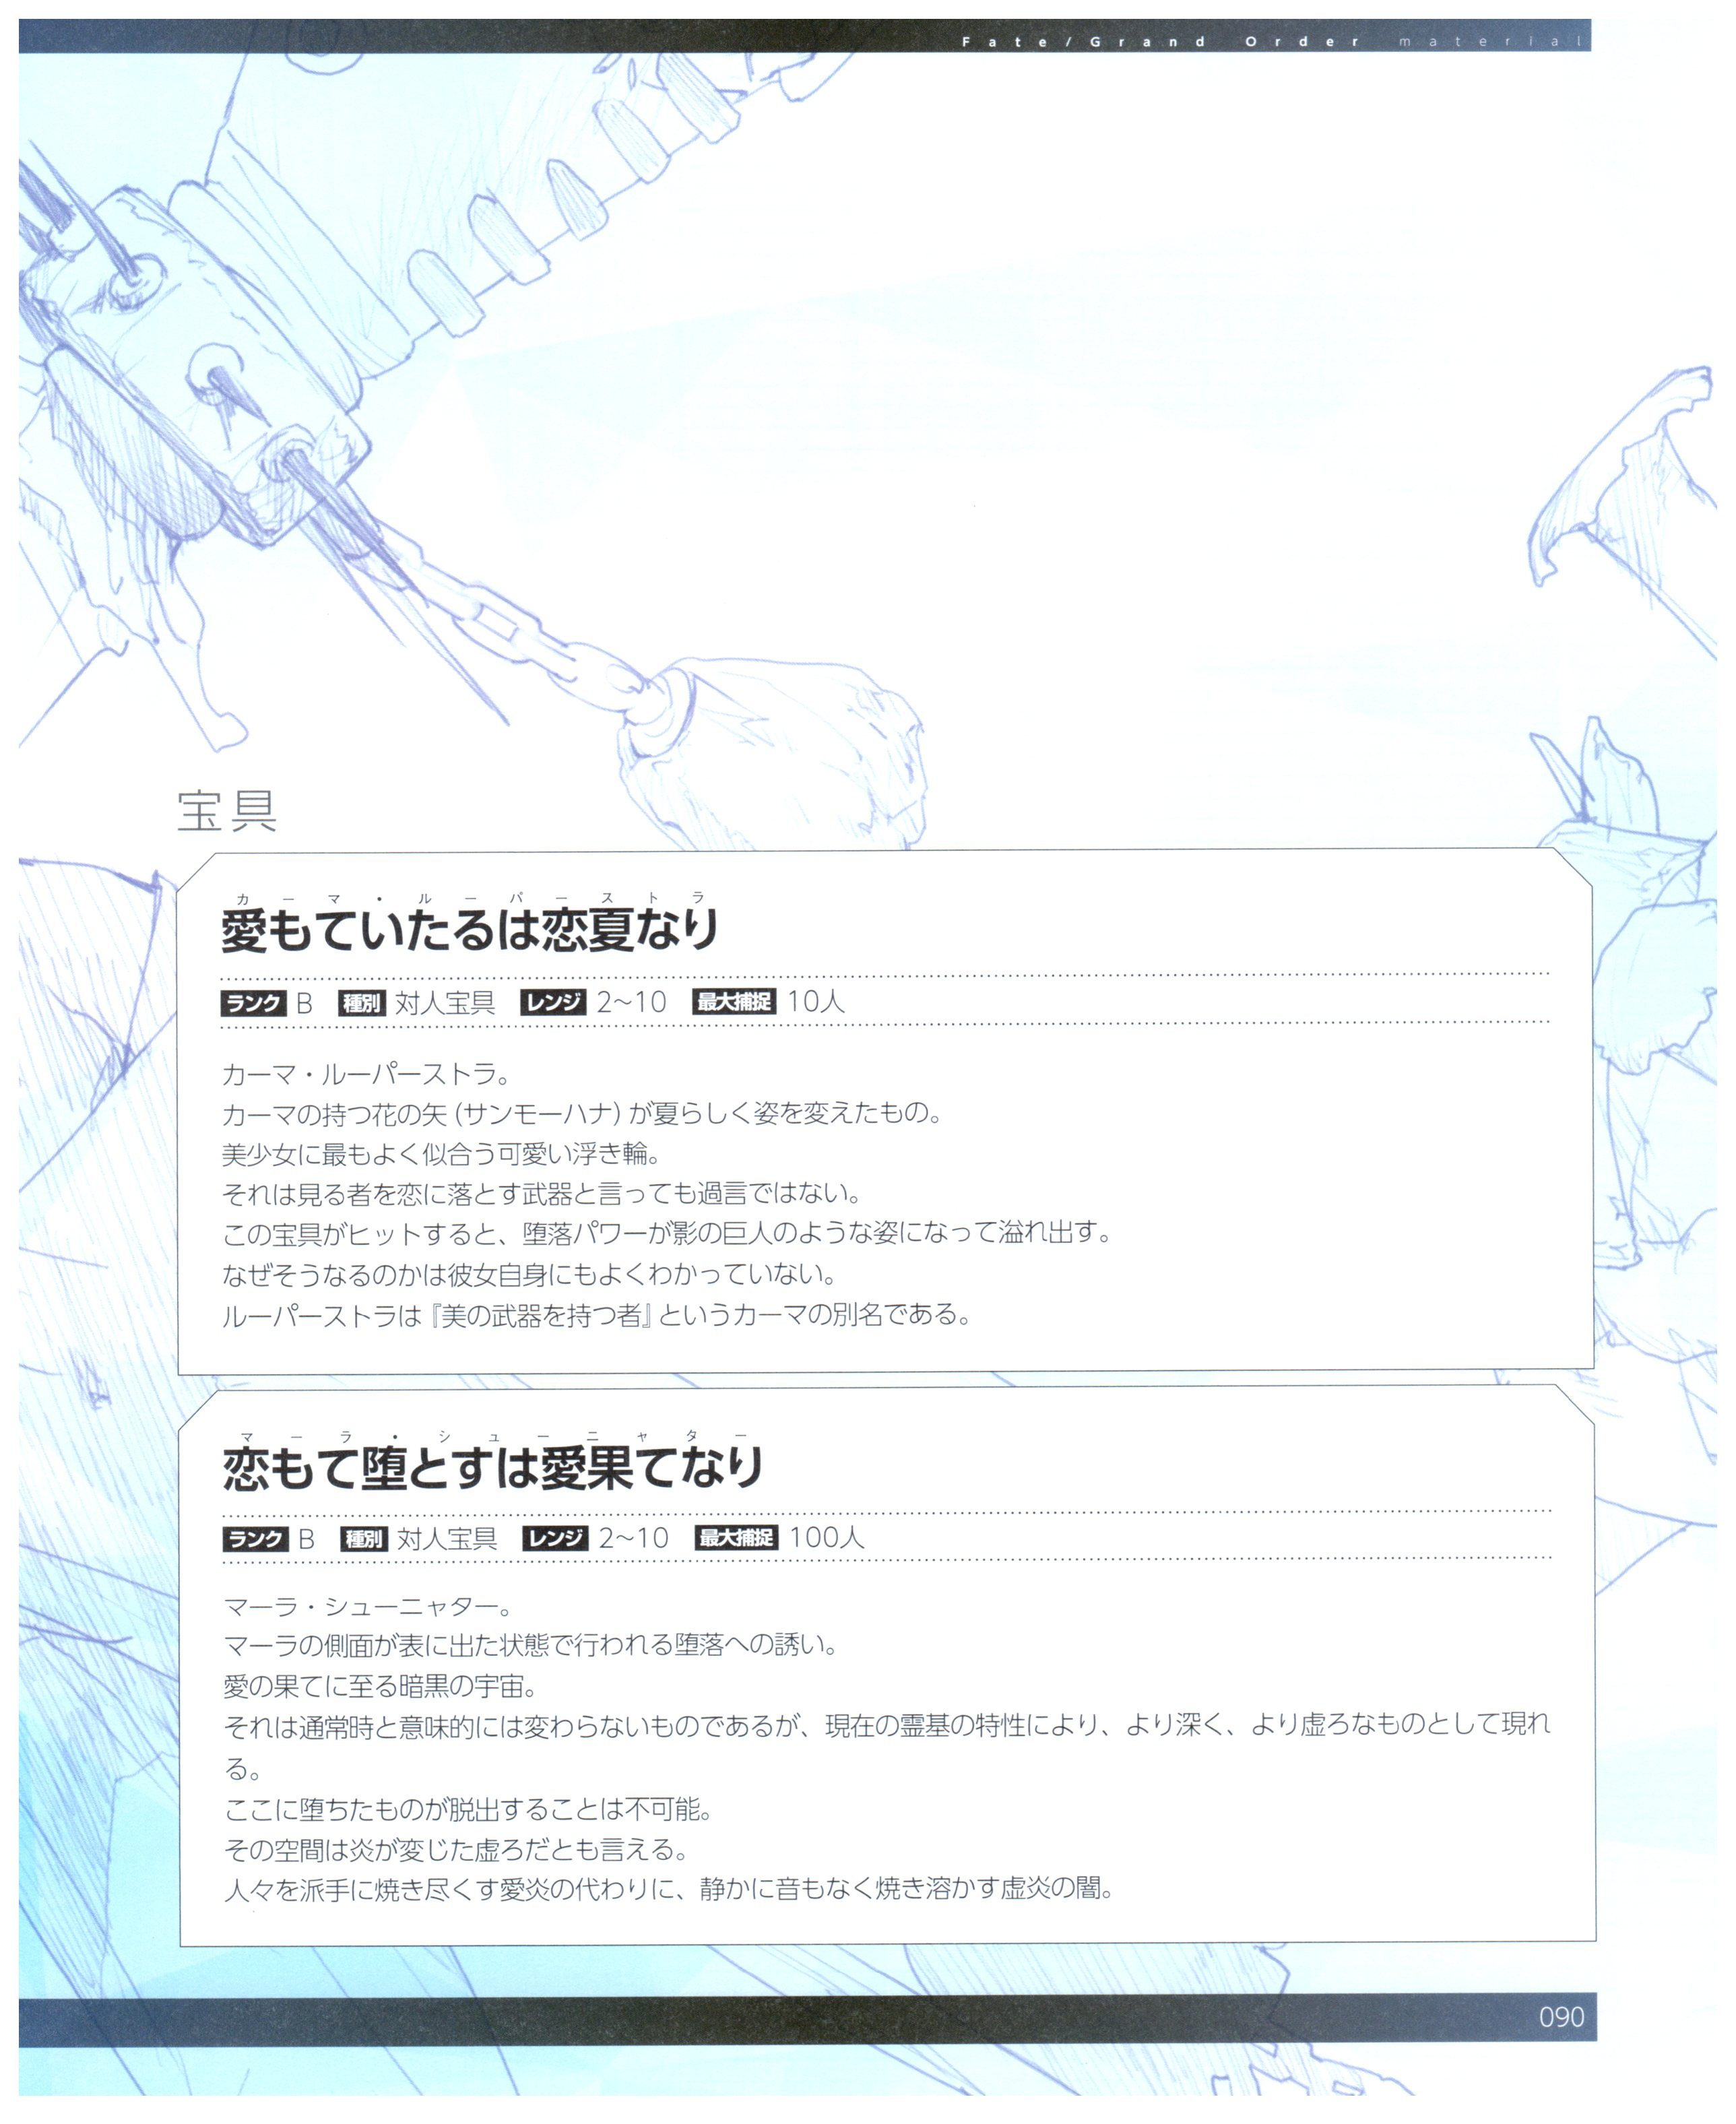 Fate/Grand Order material
宝具
カーマ・ルーパーストラ
愛もていたるは恋夏なり
ランク B 種別 対人宝具 レンジ 2~10 最大捕捉 10人
カーマ・ルーパーストラ。
カーマの持つ花の矢（サンモーハナ）が夏らしく姿を変えたもの。
美少女に最もよく似合う可愛い浮き輪。
それは見る者を恋に落とす武器と言っても過言ではない。
この宝具がヒットすると、堕落パワーが影の巨人のような姿になって溢れ出す。
なぜそうなるのかは彼女自身にもよくわかっていない。
ルーパーストラは『美の武器を持つ者』というカーマの別名である。
マーラ・シューニャター
恋もて堕とすは愛果てなり
ランク B 種別 対人宝具 レンジ 2~10 最大捕捉 100人
マーラ・シューニャター。
マーラの側面が表に出た状態で行われる堕落への誘い。
愛の果てに至る暗黒の宇宙。
それは通常時と意味的には変わらないものであるが、現在の霊基の特性により、より深く、より虚ろなものとして現れ
る。
ここに堕ちたものが脱出することは不可能。
その空間は炎が変じた虚ろだとも言える。
人々を派手に焼き尽くす愛炎の代わりに、静かに音もなく焼き溶かす虚炎の闇。
090